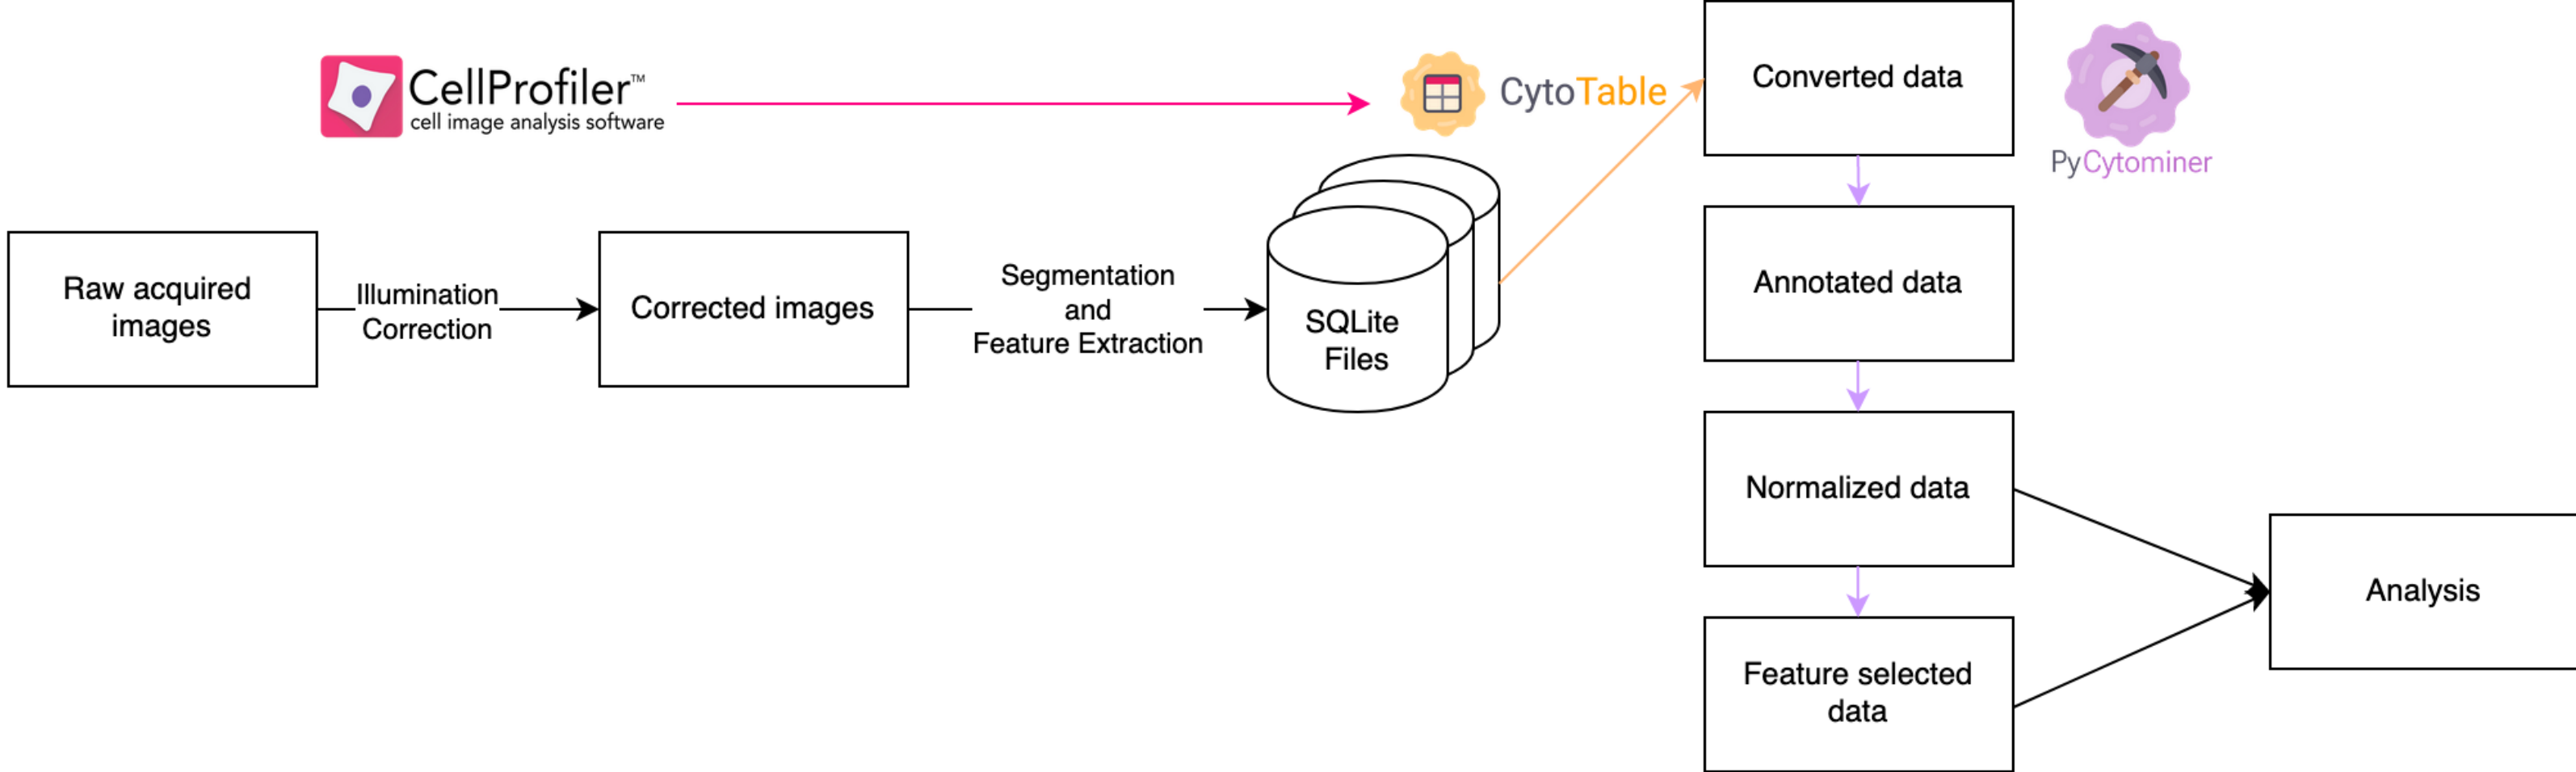 CellProfiler™
cell image analysis software
CytoTable
Converted data
PyCytominer
Raw acquired
images
Illumination
Correction
Corrected images
Segmentation
and
Feature Extraction
SQLite
Files
Annotated data
Normalized data
Analysis
Feature selected
data